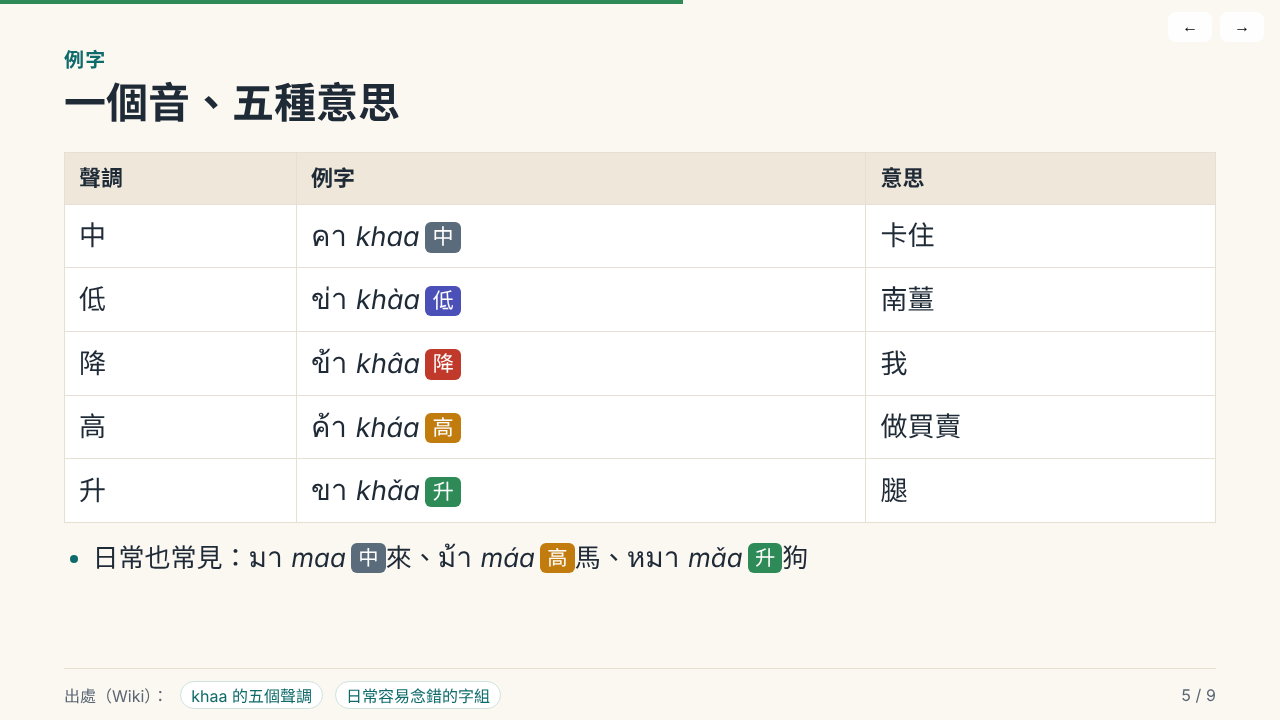 ← →
例字
一個音、五種意思
聲調 例字 意思
中 คา khaa 中 卡住
低 ข่า khàa 低 南薑
降 ข้า khâa 降 我
高 ค้า kháa 高 做買賣
升 ขา khǎa 升 腿
• 日常也常見：มา maa 中來、ม้า máa 高馬、หมา mǎa 升狗
出處（Wiki）： khaa 的五個聲調 日常容易念錯的字組 5 / 9